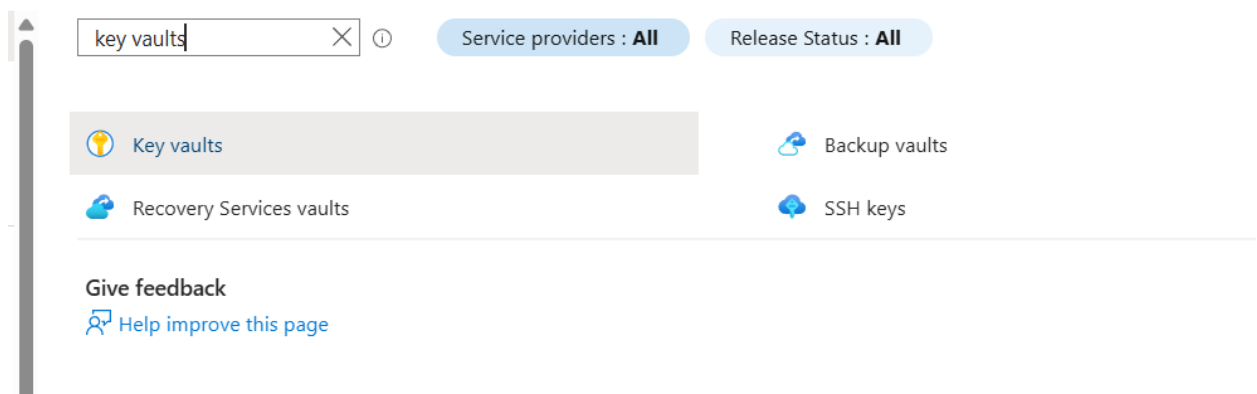 key vaults
Service providers : All
Release Status : All
Key vaults
Backup vaults
Recovery Services vaults
SSH keys
Give feedback
Help improve this page